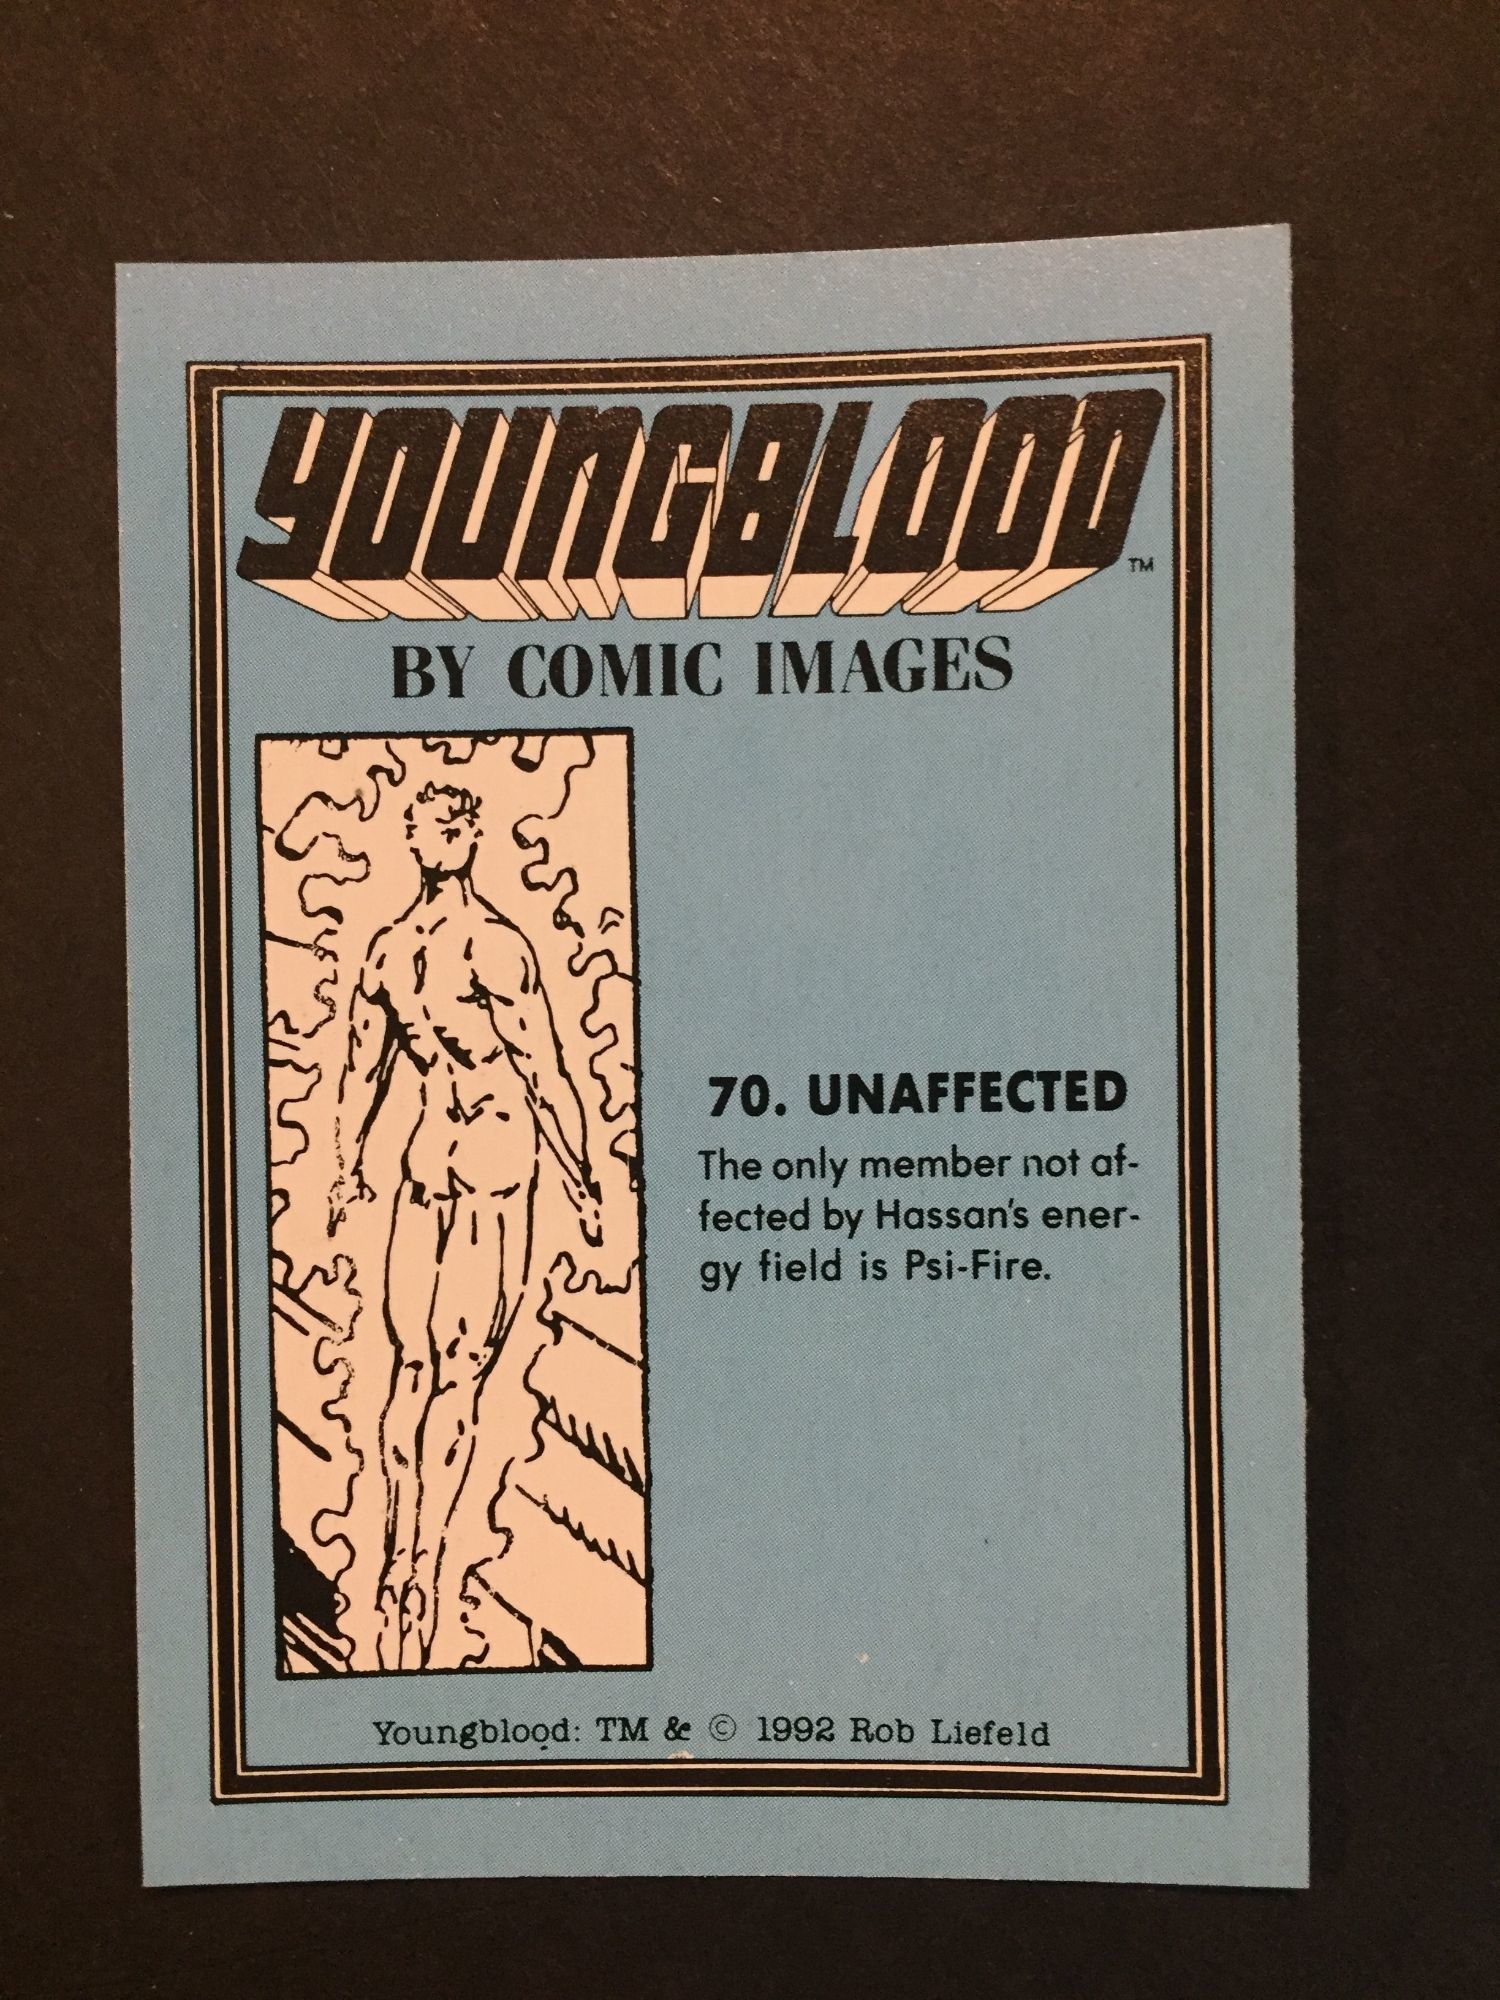 YOUNGBLOOD TM
BY COMIC IMAGES
70. UNAFFECTED
The only member not af-
fected by Hassan's ener-
gy field is Psi-Fire.
Youngblood: TM & © 1992 Rob Liefeld